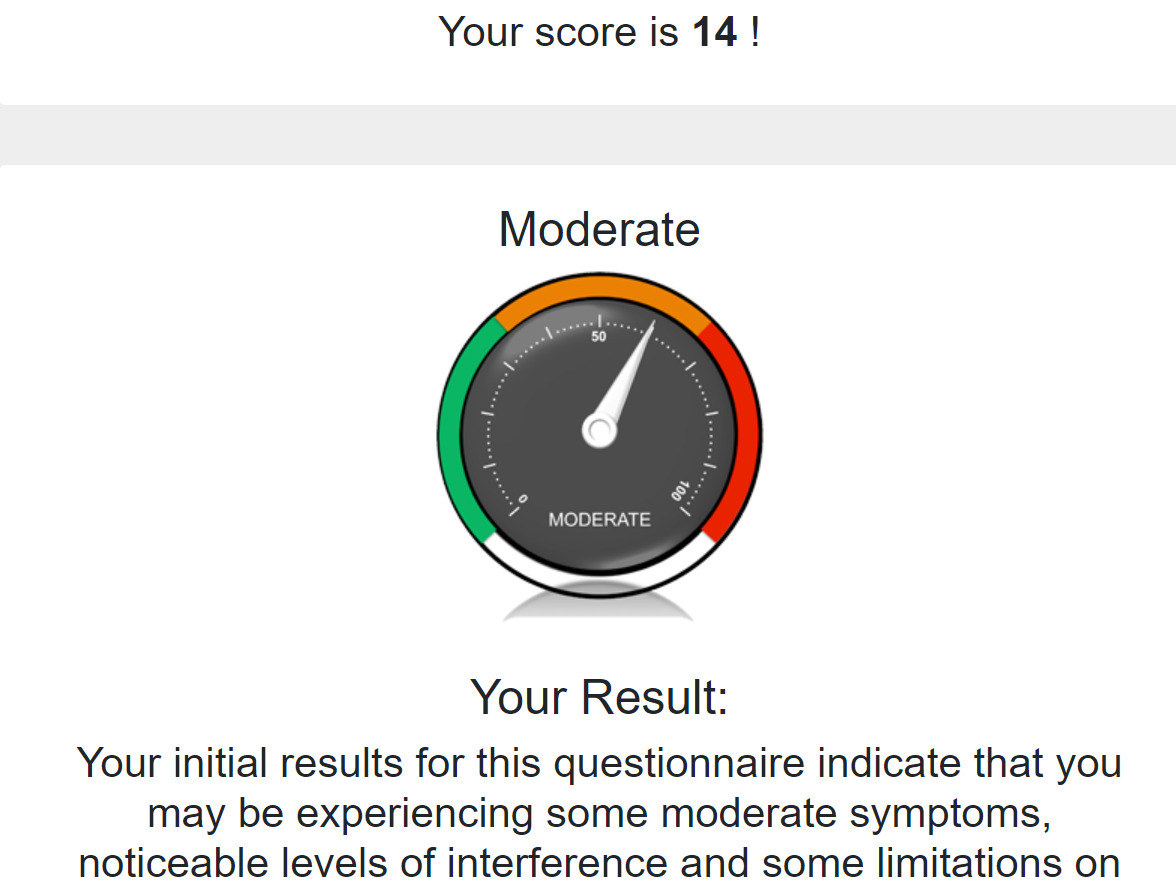 Your score is 14 !
Moderate
50
0
100
MODERATE
Your Result:
Your initial results for this questionnaire indicate that you
may be experiencing some moderate symptoms,
noticeable levels of interference and some limitations on